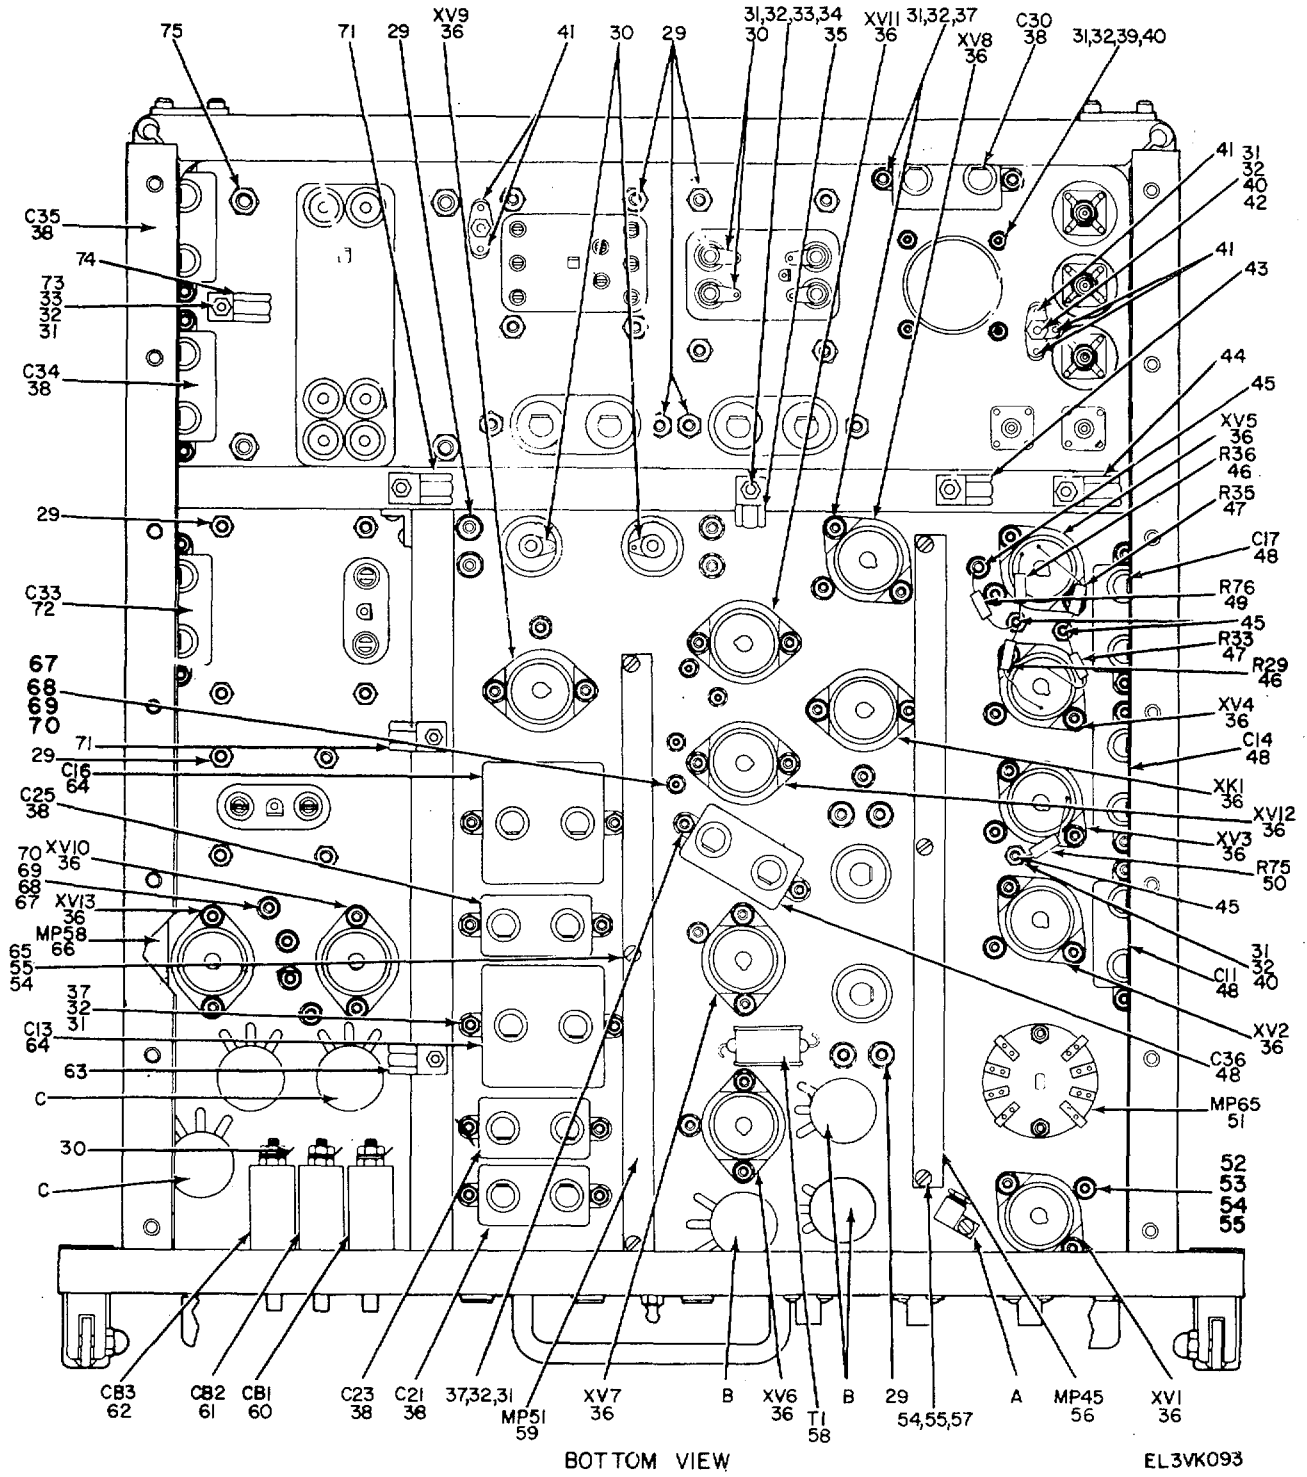 75
71
29
XV9
36
41
30
29
31,32,33,34
30
35
XV11
36
31,32,37
XV8
36
C30
38
31,32,39,40
41
31
32
40
42
41
43
44
45
XV5
36
R36
46
R35
47
C17
48
R76
49
45
R33
47
R29
46
XV4
36
C14
48
XK1
36
XV12
36
XV3
36
R75
50
45
31
32
40
C11
48
XV2
36
C36
48
MP65
51
52
53
54
55
C35
38
74
73
33
32
31
C34
38
29
C33
72
67
68
69
70
71
29
C16
64
C25
38
XV10
36
70
69
68
67
XV13
36
MP58
66
65
55
54
37
32
31
C13
64
63
C
30
C
CB3
62
CB2
61
CB1
60
C23
38
C21
38
37,32,31
MP51
59
XV7
36
B
XV6
36
T1
58
B
29
54,55,57
A
MP45
56
XV1
36
BOTTOM VIEW
EL3VK093